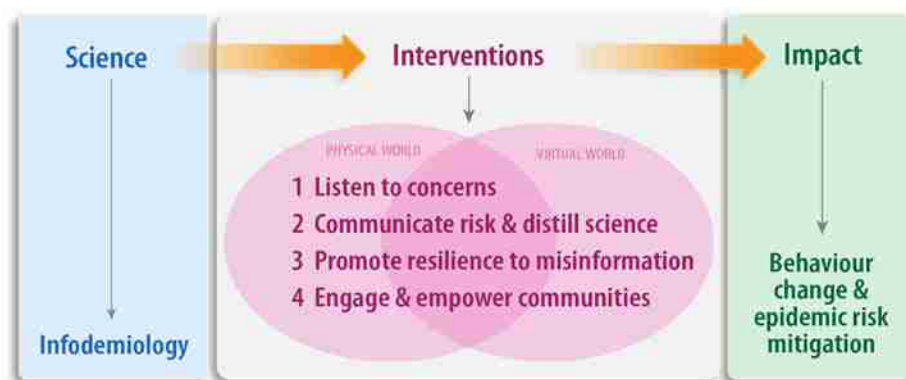 Science
Interventions
Impact
PHYSICAL WORLD
VIRTUAL WORLD
1 Listen to concerns
2 Communicate risk & distill science
3 Promote resilience to misinformation
4 Engage & empower communities
Infodemiology
Behaviour
change &
epidemic risk
mitigation